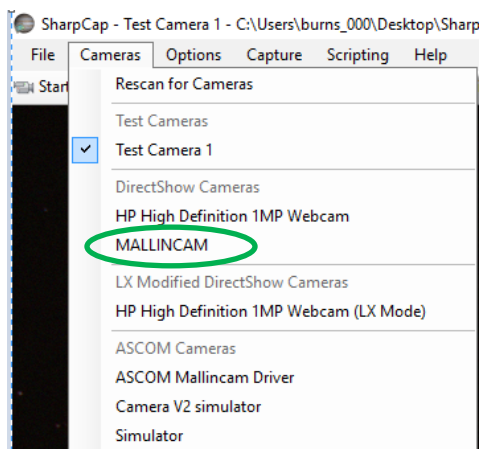 SharpCap - Test Camera 1 - C:\Users\burns_000\Desktop\Sharp
File Cameras Options Capture Scripting Help
Start
Rescan for Cameras
Test Cameras
Test Camera 1
DirectShow Cameras
HP High Definition 1MP Webcam
MALLINCAM
LX Modified DirectShow Cameras
HP High Definition 1MP Webcam (LX Mode)
ASCOM Cameras
ASCOM Mallincam Driver
Camera V2 simulator
Simulator